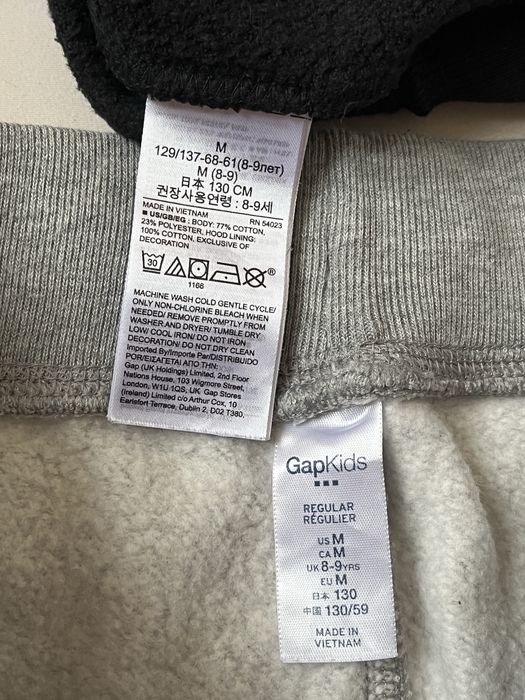 M
129/137-68-61(8-9лет)
M (8-9)
日本 130 CM
권장사용연령 : 8-9세
MADE IN VIETNAM RN 54023
■ US/GB/EG : BODY: 77% COTTON,
23% POLYESTER, HOOD LINING:
100% COTTON, EXCLUSIVE OF
DECORATION
30
®
1166
MACHINE WASH COLD GENTLE CYCLE/
ONLY NON-CHLORINE BLEACH WHEN
NEEDED/ REMOVE PROMPTLY FROM
WASHER AND DRYER/ TUMBLE DRY
LOW/ COOL IRON/ DO NOT IRON
DECORATION/ DO NOT DRY CLEAN
Imported By/Importe Par/DISTRIBUÍDO
POR/ΕΙΣΑΓΕΤΑΙ ΑΠΟ ΤΗΝ:
Gap (UK Holdings) Limited, 2nd Floor
Nations House, 103 Wigmore Street,
London, W1U 1QS, UK. Gap Stores
(Ireland) Limited c/o Arthur Cox, 10
Earlsfort Terrace, Dublin 2, D02 T380,
GapKids
REGULAR
RÉGULIER
US M
CA M
UK 8-9 YRS
EU M
日本 130
中国 130/59
MADE IN
VIETNAM